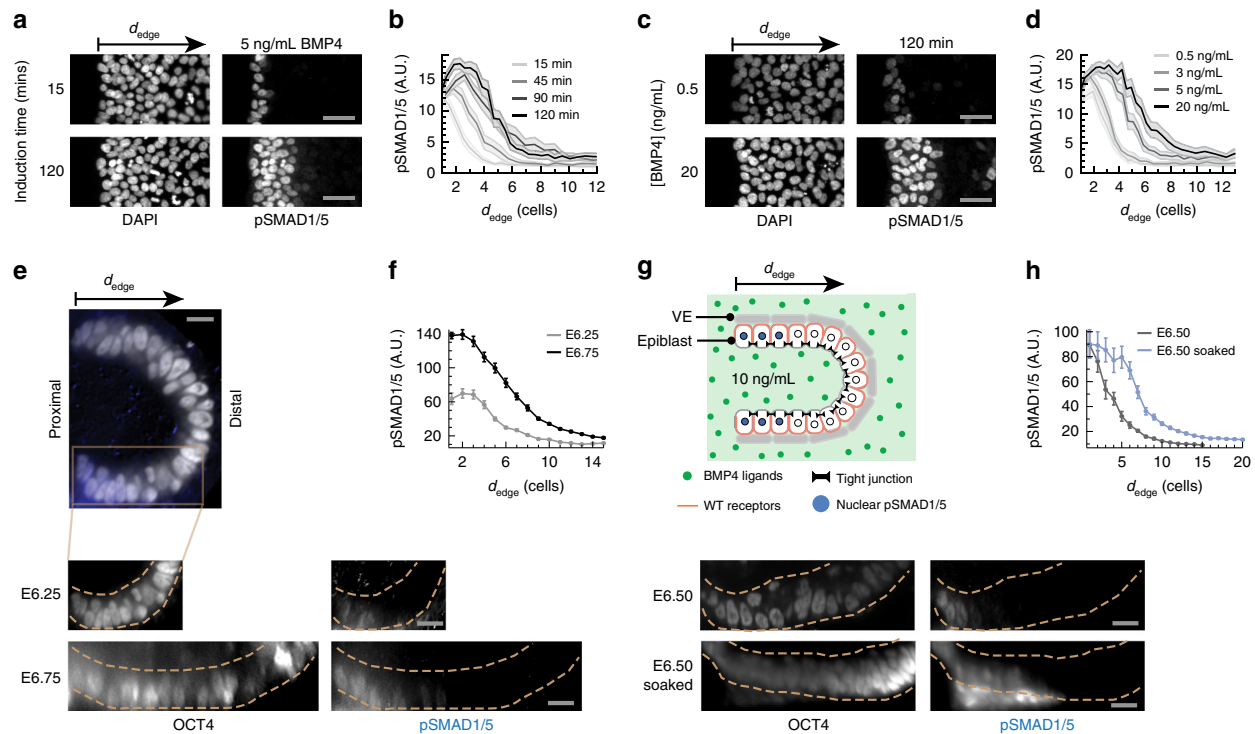 a
d_edge
5 ng/mL BMP4
Induction time (mins)
15
120
DAPI
pSMAD1/5
b
pSMAD1/5 (A.U.)
15
10
5
0
15 min
45 min
90 min
120 min
2 4 6 8 10 12
d_edge (cells)
c
d_edge
120 min
[BMP4] (ng/mL)
0.5
20
DAPI
pSMAD1/5
d
pSMAD1/5 (A.U.)
20
15
10
5
0
0.5 ng/mL
3 ng/mL
5 ng/mL
20 ng/mL
2 4 6 8 10 12
d_edge (cells)
e
d_edge
Proximal
Distal
E6.25
E6.75
OCT4
pSMAD1/5
f
pSMAD1/5 (A.U.)
140
100
60
20
E6.25
E6.75
2 6 10 14
d_edge (cells)
g
d_edge
VE
Epiblast
10 ng/mL
BMP4 ligands
Tight junction
WT receptors
Nuclear pSMAD1/5
E6.50
E6.50 soaked
OCT4
pSMAD1/5
h
pSMAD1/5 (A.U.)
100
80
60
40
20
E6.50
E6.50 soaked
5 10 15 20
d_edge (cells)